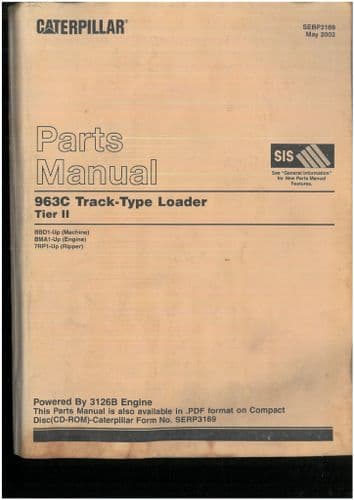 CATERPILLAR®
SEBP3169
May 2002
Parts
Manual
SIS
See "General Information"
for New Parts Manual
Features.
963C Track-Type Loader
Tier II
BBD1-Up (Machine)
BMA1-Up (Engine)
7RP1-Up (Ripper)
Powered By 3126B Engine
This Parts Manual is also available in .PDF format on Compact
Disc(CD-ROM)-Caterpillar Form No. SERP3169